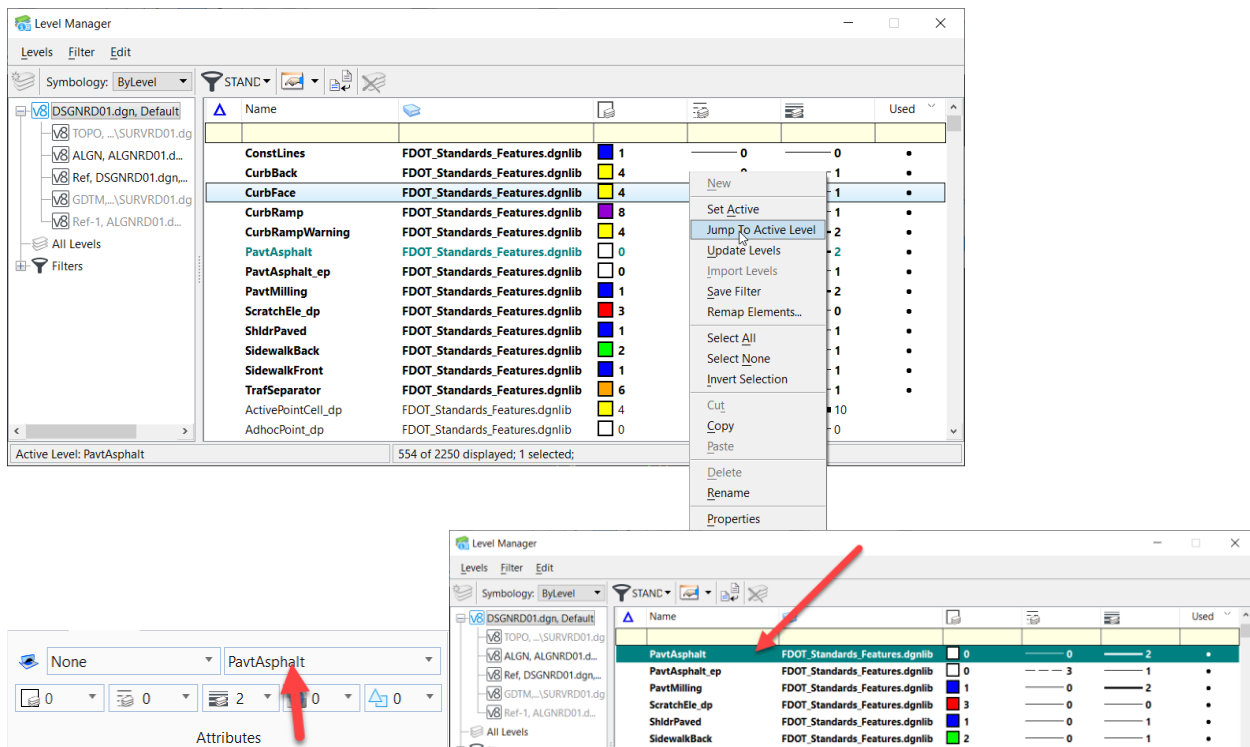 Level Manager
Levels Filter Edit
Symbology: ByLevel STANC
DSGNRD01.dgn, Default
TOPO, ...\SURVRD01.dg
ALGN, ALGNRD01.d...
Ref, DSGNRD01.dgn,...
GDTM,...\SURVRD01.dg
Ref-1, ALGNRD01.d...
All Levels
Filters
Name Used
ConstLines FDOT_Standards_Features.dgnlib 1 0 0 •
CurbBack FDOT_Standards_Features.dgnlib 4 1 •
CurbFace FDOT_Standards_Features.dgnlib 4 1 •
CurbRamp FDOT_Standards_Features.dgnlib 8 1 •
CurbRampWarning FDOT_Standards_Features.dgnlib 4 2 •
PavtAsphalt FDOT_Standards_Features.dgnlib 0 2 •
PavtAsphalt_ep FDOT_Standards_Features.dgnlib 0 1 •
PavtMilling FDOT_Standards_Features.dgnlib 1 2 •
ScratchEle_dp FDOT_Standards_Features.dgnlib 3 0 •
ShldrPaved FDOT_Standards_Features.dgnlib 1 1 •
SidewalkBack FDOT_Standards_Features.dgnlib 2 1 •
SidewalkFront FDOT_Standards_Features.dgnlib 1 1 •
TrafSeparator FDOT_Standards_Features.dgnlib 6 1 •
ActivePointCell_dp FDOT_Standards_Features.dgnlib 4 10
AdhocPoint_dp FDOT_Standards_Features.dgnlib 0 0
Active Level: PavtAsphalt 554 of 2250 displayed; 1 selected;
New
Set Active
Jump To Active Level
Update Levels
Import Levels
Save Filter
Remap Elements...
Select All
Select None
Invert Selection
Cut
Copy
Paste
Delete
Rename
Properties
None PavtAsphalt
0 0 2 0 0
Attributes
Level Manager
Levels Filter Edit
Symbology: ByLevel STANC
DSGNRD01.dgn, Default
TOPO, ...\SURVRD01.dg
ALGN, ALGNRD01.d...
Ref, DSGNRD01.dgn,...
GDTM,...\SURVRD01.dg
Ref-1, ALGNRD01.d...
All Levels
Name Used
PavtAsphalt FDOT_Standards_Features.dgnlib 0 0 2 •
PavtAsphalt_ep FDOT_Standards_Features.dgnlib 0 3 1 •
PavtMilling FDOT_Standards_Features.dgnlib 1 0 2 •
ScratchEle_dp FDOT_Standards_Features.dgnlib 3 0 0 •
ShldrPaved FDOT_Standards_Features.dgnlib 1 0 1 •
SidewalkBack FDOT_Standards_Features.dgnlib 2 0 1 •